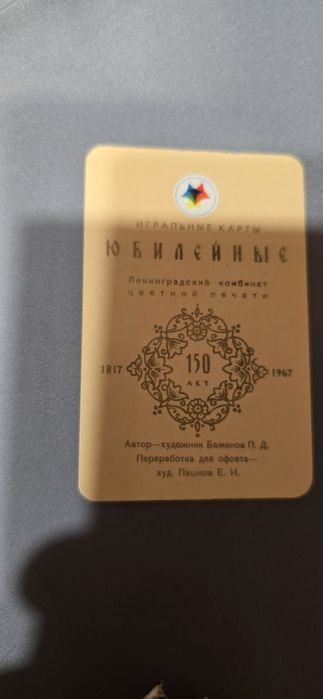 ИГРАЛЬНЫЕ КАРТЫ
ЮБИЛЕЙНЫЕ
Ленинградский комбинат
цветной печати
1817 150 1967
ЛЕТ
Автор—художник Баженов П. Д.
Переработка для офсета—
худ. Пашков Е. И.